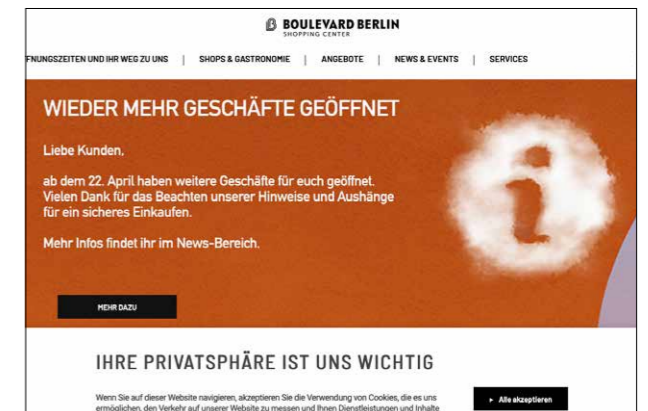 BOULEVARD BERLIN
SHOPPING CENTER
FNUNGSZEITEN UND IHR WEG ZU UNS | SHOPS & GASTRONOMIE | ANGEBOTE | NEWS & EVENTS | SERVICES
WIEDER MEHR GESCHÄFTE GEÖFFNET
Liebe Kunden,
ab dem 22. April haben weitere Geschäfte für euch geöffnet.
Vielen Dank für das Beachten unserer Hinweise und Aushänge
für ein sicheres Einkaufen.
Mehr Infos findet ihr im News-Bereich.
MEHR DAZU
IHRE PRIVATSPHÄRE IST UNS WICHTIG
Wenn Sie auf dieser Website navigieren, akzeptieren Sie die Verwendung von Cookies, die es uns
ermöglichen, den Verkehr auf unserer Website zu messen und Ihnen Dienstleistungen und Inhalte
Alle akzeptieren